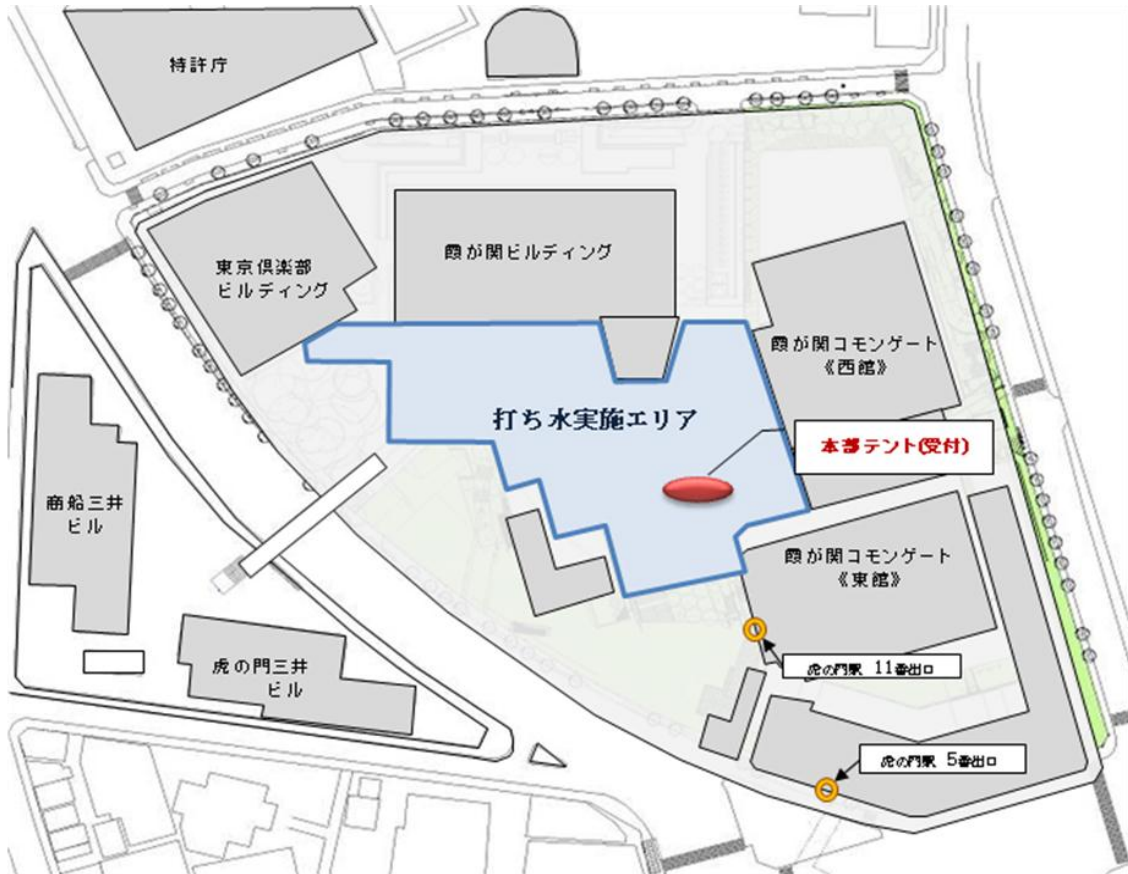 特許庁
東京倶楽部
ビルディング
霞が関ビルディング
霞が関コモンゲート
《西館》
打ち水実施エリア
本部テント(受付)
商船三井
ビル
霞が関コモンゲート
《東館》
虎の門三井
ビル
虎の門駅 11番出口
虎の門駅 5番出口